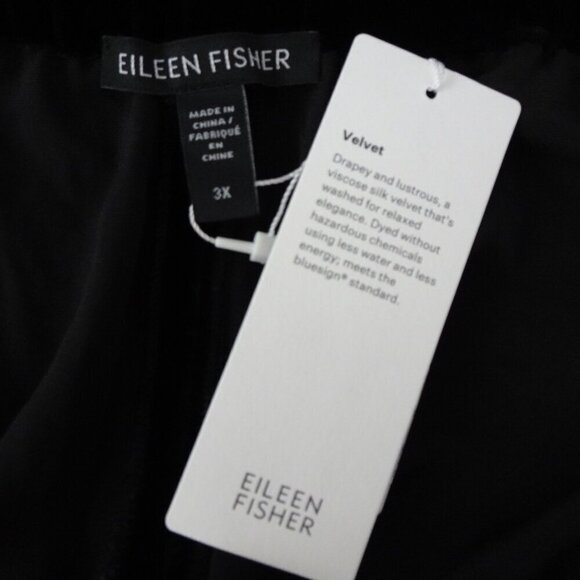 EILEEN FISHER
MADE IN
CHINA /
FABRIQUÉ
EN
CHINE
3X
Velvet
Drapey and lustrous, a
viscose silk velvet that's
washed for relaxed
elegance. Dyed without
hazardous chemicals
using less water and less
energy; meets the
bluesign® standard.
EILEEN
FISHER